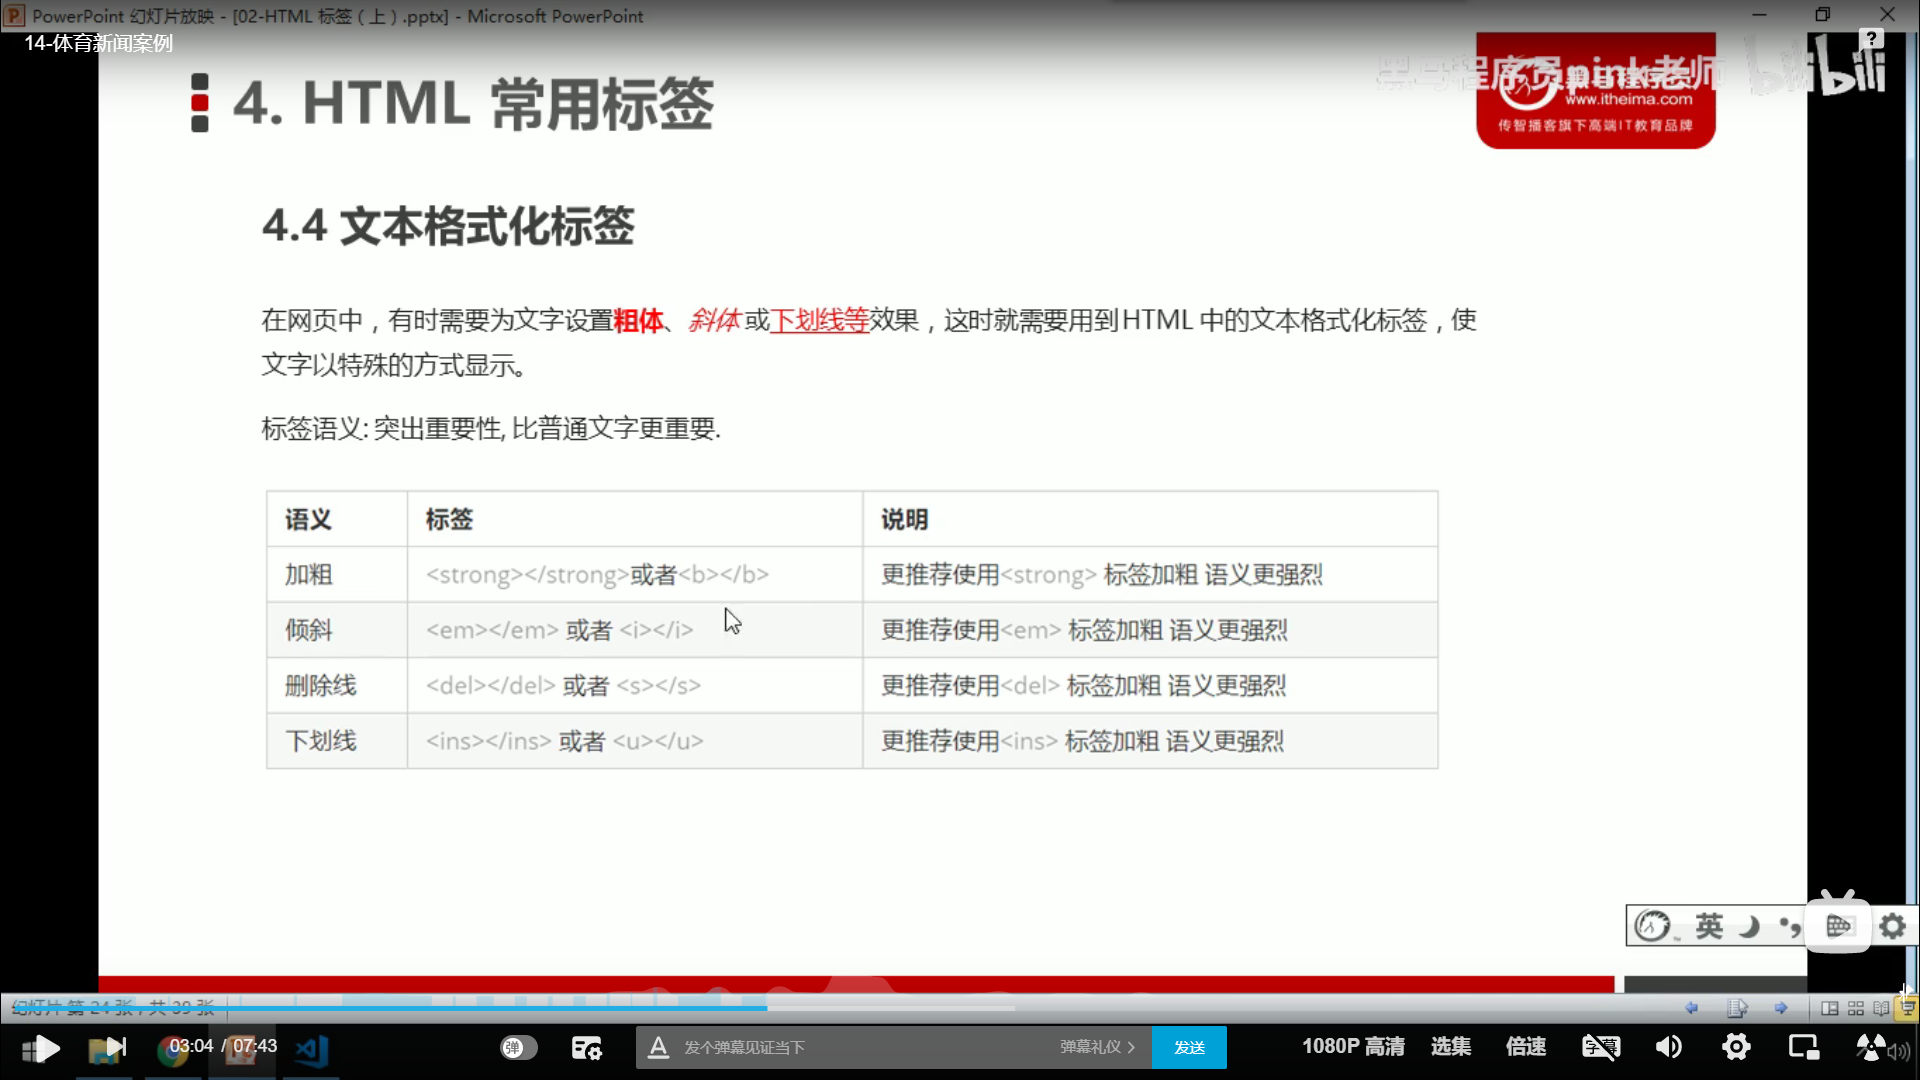 PowerPoint 幻灯片放映 - [02-HTML 标签（上）.pptx] - Microsoft PowerPoint
14-体育新闻案例
4. HTML 常用标签
程序员pink老师
bilibili
www.itheima.com
传智播客旗下高端IT教育品牌
4.4 文本格式化标签
在网页中，有时需要为文字设置粗体、斜体或下划线等效果，这时就需要用到HTML 中的文本格式化标签，使
文字以特殊的方式显示。
标签语义: 突出重要性, 比普通文字更重要.
语义 标签 说明
加粗 <strong></strong>或者<b></b> 更推荐使用<strong> 标签加粗 语义更强烈
倾斜 <em></em> 或者 <i></i> 更推荐使用<em> 标签加粗 语义更强烈
删除线 <del></del> 或者 <s></s> 更推荐使用<del> 标签加粗 语义更强烈
下划线 <ins></ins> 或者 <u></u> 更推荐使用<ins> 标签加粗 语义更强烈
英
幻灯片 第 24 张，共 39 张
03:04 / 07:43
弹
发个弹幕见证当下
弹幕礼仪
发送
1080P 高清
选集
倍速
字幕